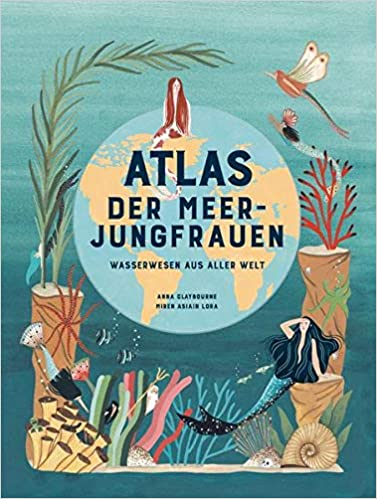 ATLAS
DER MEER-
JUNGFRAUEN
WASSERWESEN AUS ALLER WELT
ANNA CLAYBOURNE
MIREN ASIAIN LORA